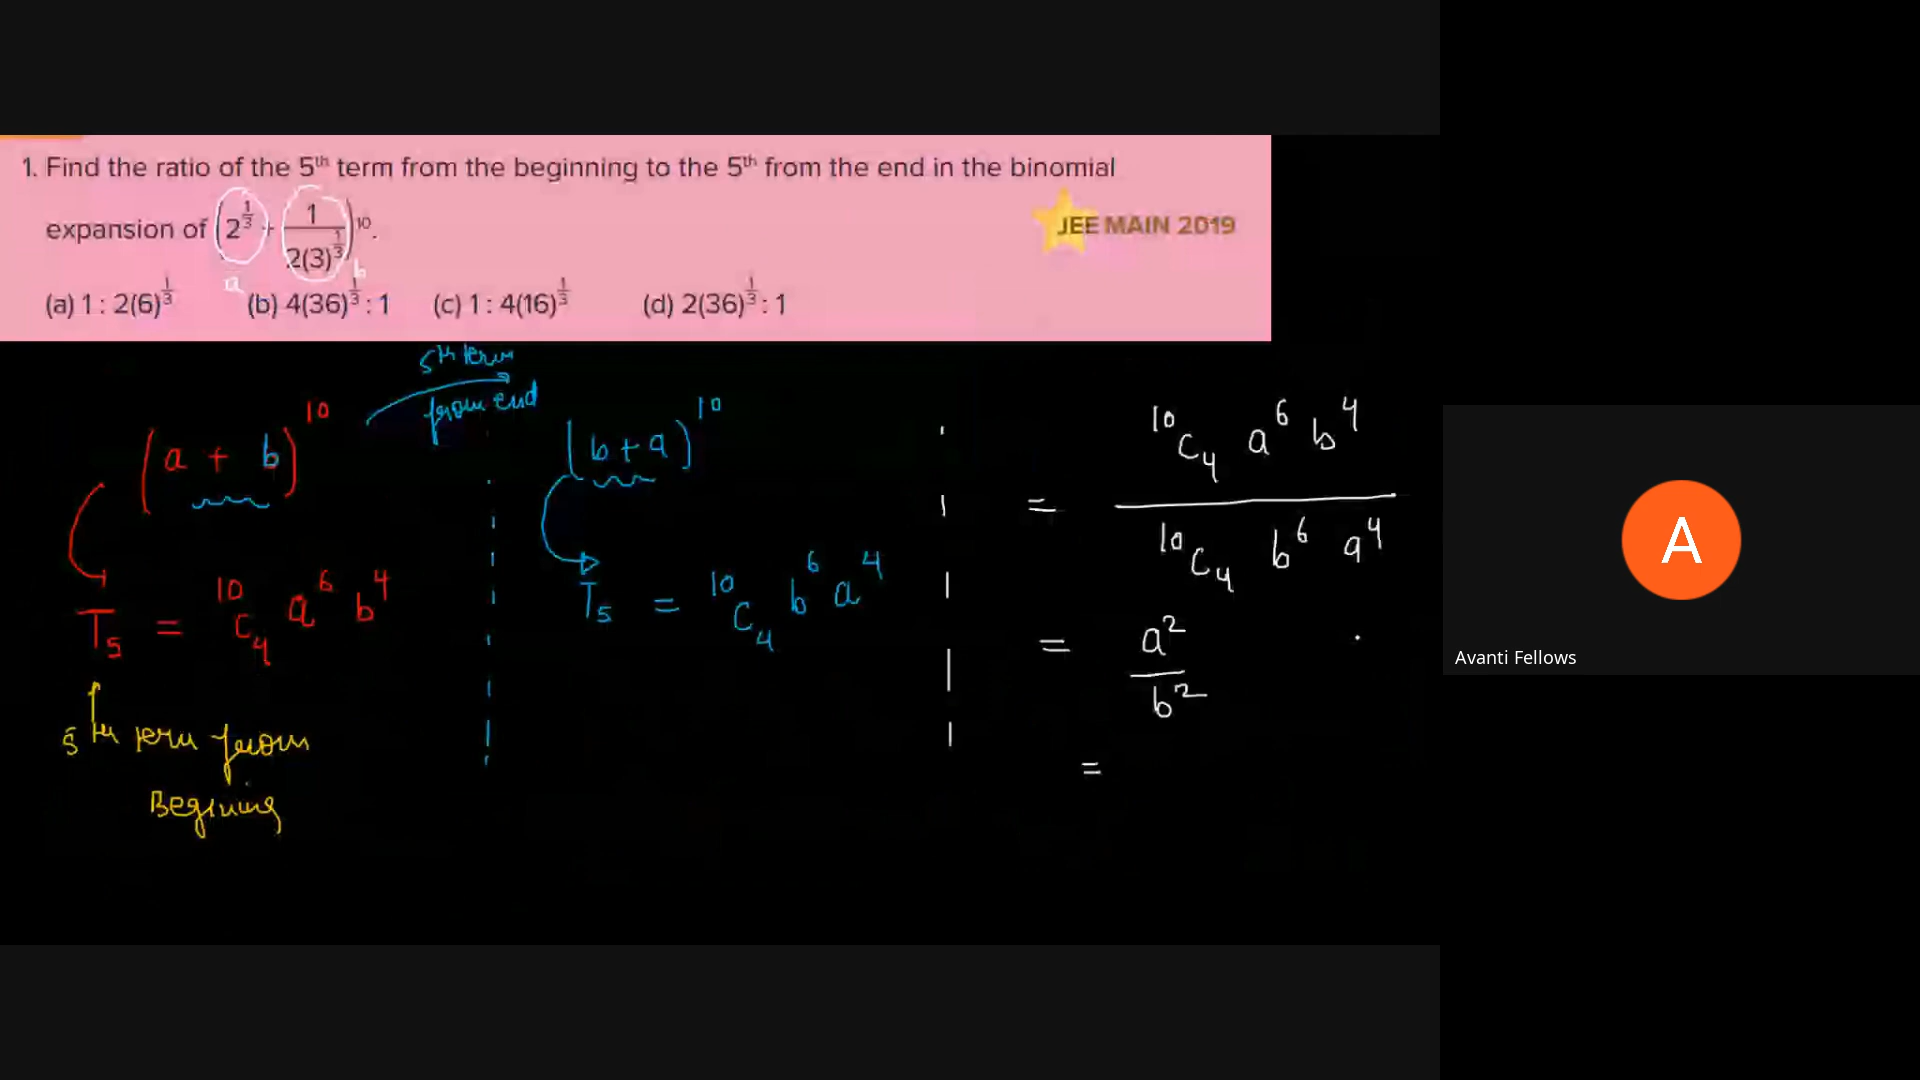 1. Find the ratio of the 5th term from the beginning to the 5th from the end in the binomial
expansion of (2^(1/3) + 1/(2(3)^(1/3)))^10.
JEE MAIN 2019
a
b
(a) 1 : 2(6)^(1/3) (b) 4(36)^(1/3) : 1 (c) 1 : 4(16)^(1/3) (d) 2(36)^(1/3) : 1
5th term
from end
(a + b)^10
(b + a)^10
T5 = 10C4 a^6 b^4
T5 = 10C4 b^6 a^4
5th term from
Begining
= 10C4 a^6 b^4 / 10C4 b^6 a^4
= a^2 / b^2
=
A
Avanti Fellows